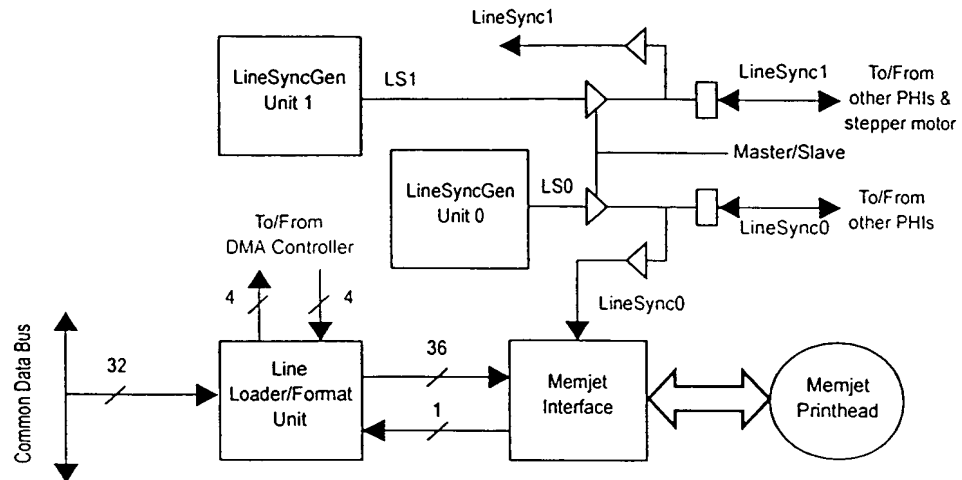 LineSync1
LineSyncGen
Unit 1
LS1
LineSync1
To/From
other PHIs &
stepper motor
Master/Slave
LineSyncGen
Unit 0
LS0
To/From
other PHIs
LineSync0
To/From
DMA Controller
4
4
LineSync0
Common Data Bus
32
Line
Loader/Format
Unit
36
1
Memjet
Interface
Memjet
Printhead